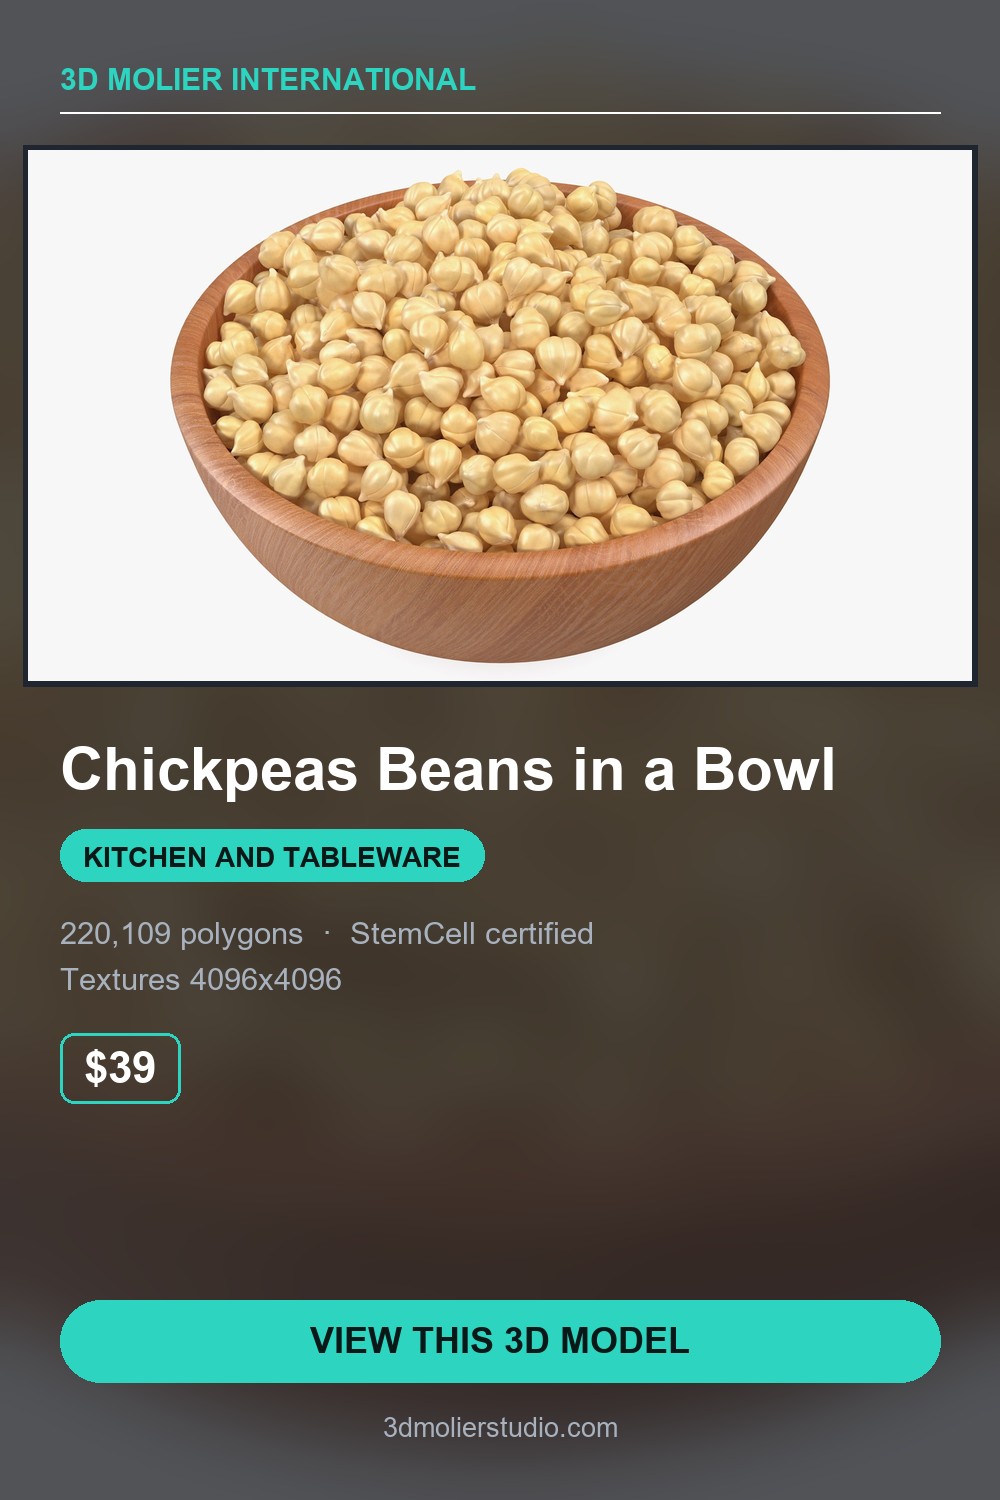 3D MOLIER INTERNATIONAL
Chickpeas Beans in a Bowl
KITCHEN AND TABLEWARE
220,109 polygons · StemCell certified
Textures 4096x4096
$39
VIEW THIS 3D MODEL
3dmolierstudio.com